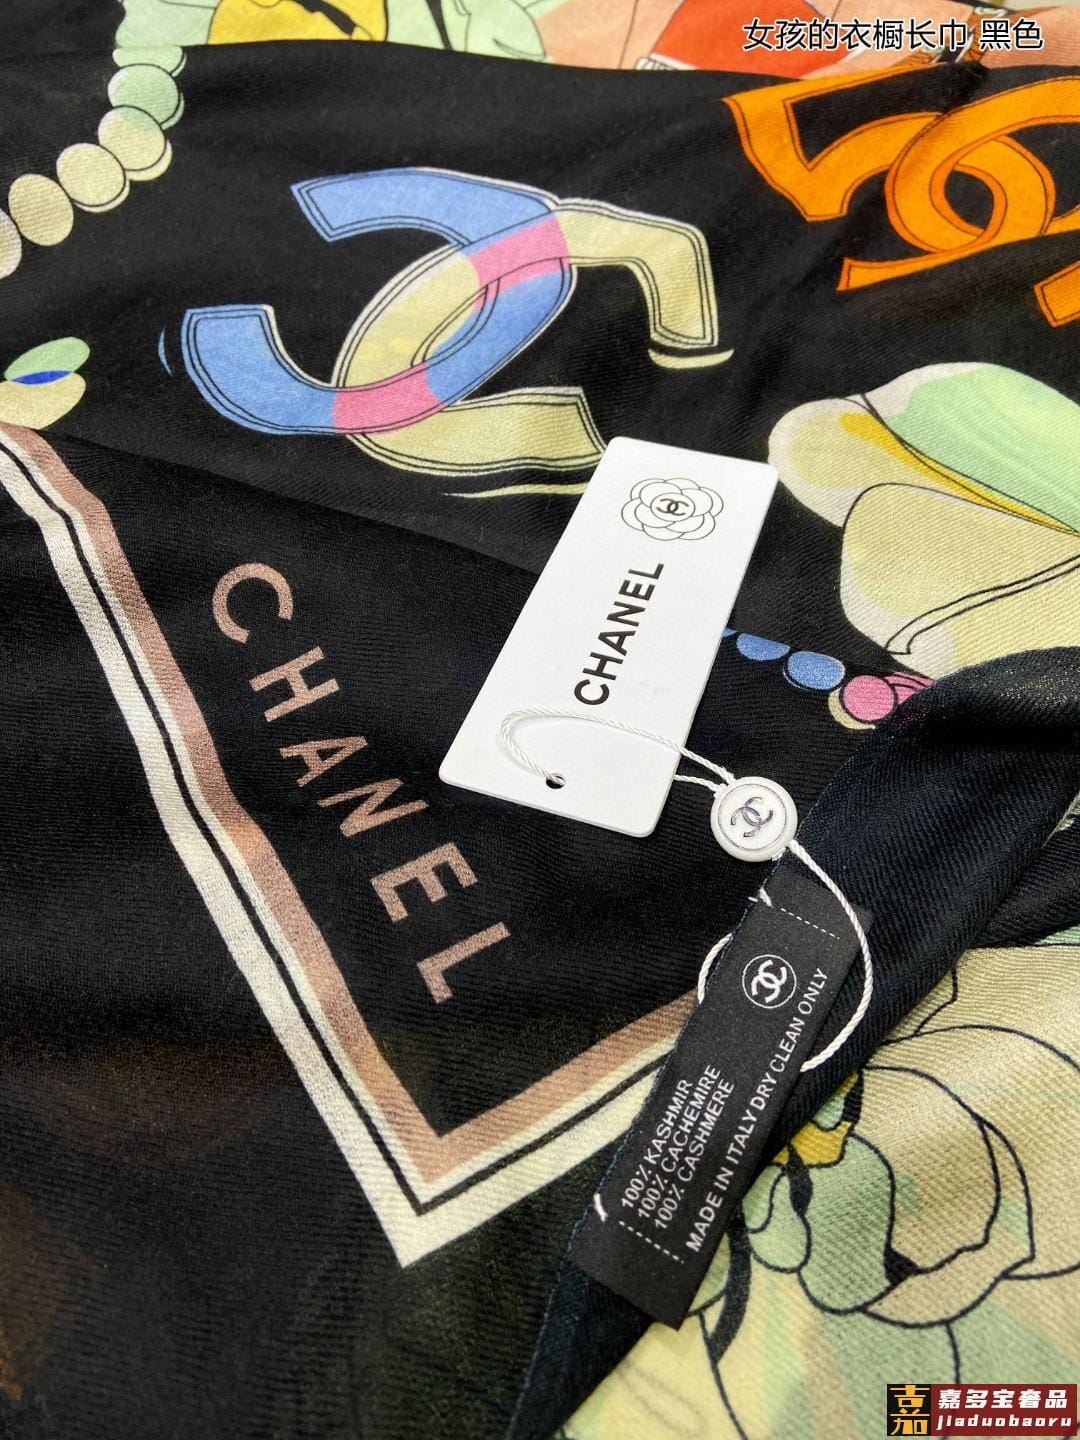 女孩的衣橱长巾 黑色
CHANEL
CHANEL
100% KASHMIR
100% CACHEMIRE
100% CASHMERE
MADE IN ITALY DRY CLEAN ONLY
嘉多宝奢品
jiaduobaoru